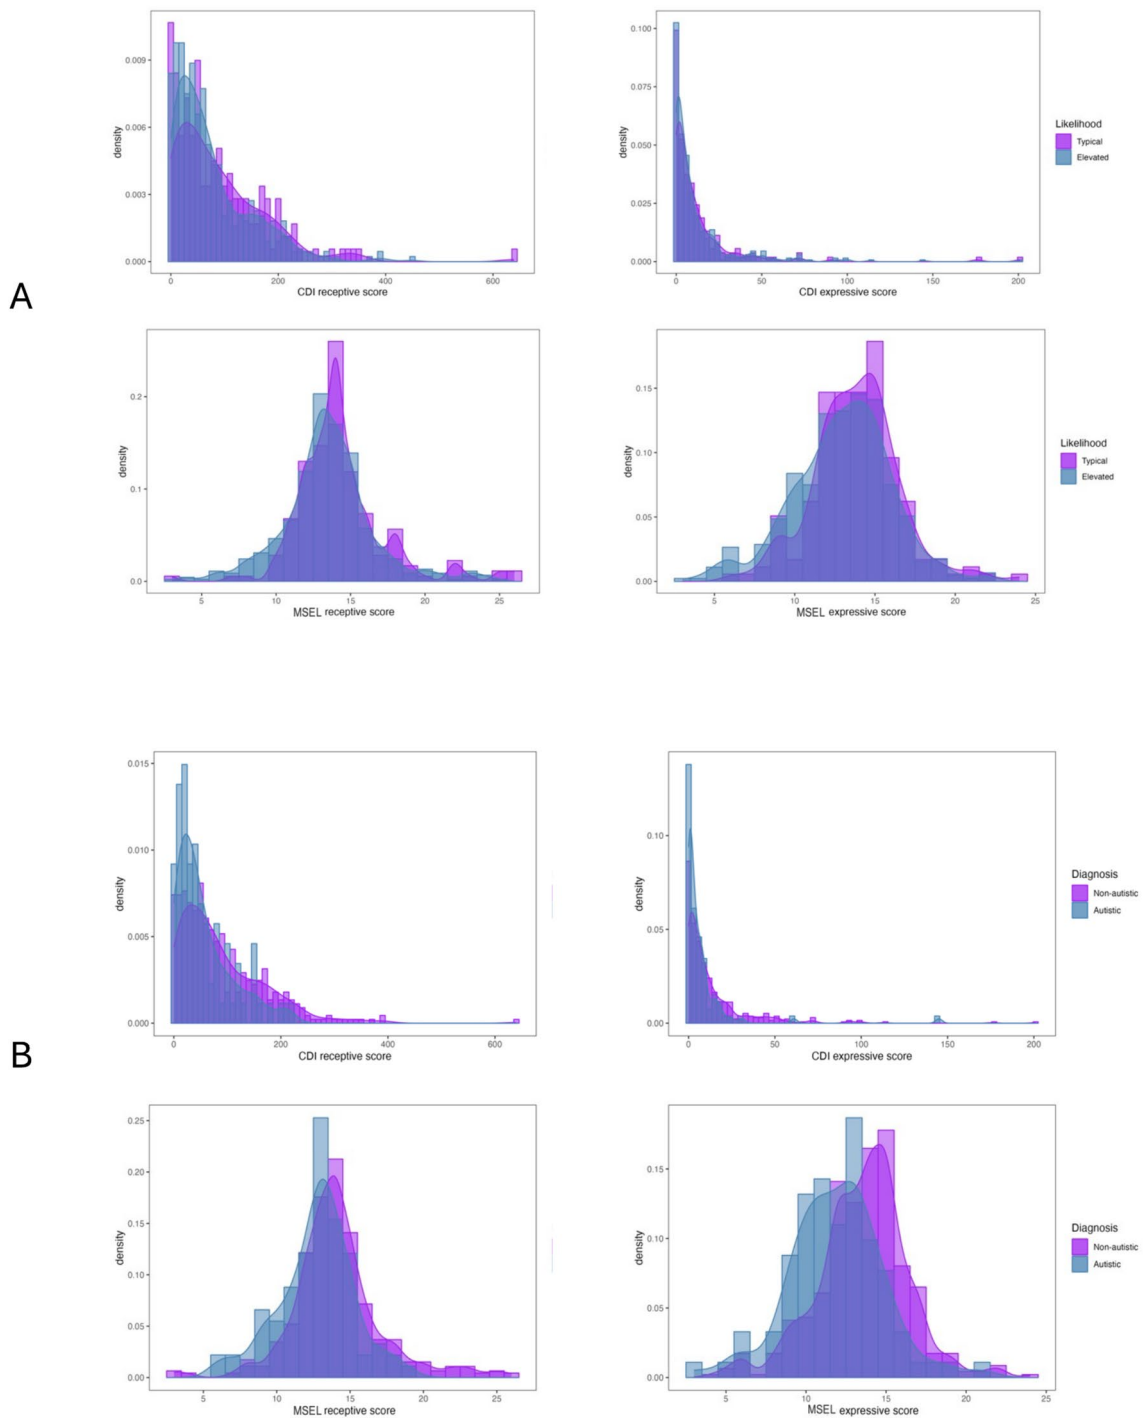 0.009
0.006
0.003
0.000
density
0
200
400
600
CDI receptive score
0.100
0.075
0.050
0.025
0.000
density
0
50
100
150
200
CDI expressive score
Likelihood
Typical
Elevated
A
0.2
0.1
0.0
density
5
10
15
20
25
MSEL receptive score
0.15
0.10
0.05
0.00
density
5
10
15
20
25
MSEL expressive score
Likelihood
Typical
Elevated
0.015
0.010
0.005
0.000
density
0
200
400
600
CDI receptive score
0.10
0.05
0.00
density
0
50
100
150
200
CDI expressive score
Diagnosis
Non-autistic
Autistic
B
0.25
0.20
0.15
0.10
0.05
0.00
density
5
10
15
20
25
MSEL receptive score
0.15
0.10
0.05
0.00
density
5
10
15
20
25
MSEL expressive score
Diagnosis
Non-autistic
Autistic